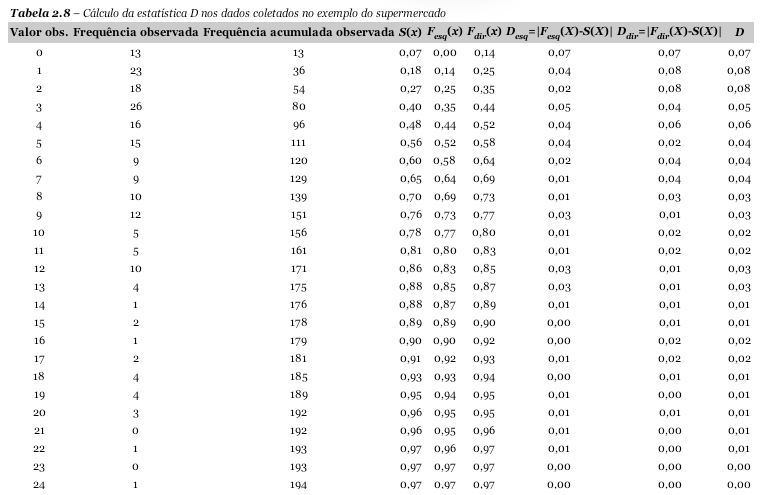 Tabela 2.8 – Cálculo da estatística D nos dados coletados no exemplo do supermercado
Valor obs. Frequência observada Frequência acumulada observada S(x) Fesq(x) Fdir(x) Desq=|Fesq(X)-S(X)| Ddir=|Fdir(X)-S(X)| D
0 13 13 0,07 0,00 0,14 0,07 0,07 0,07
1 23 36 0,18 0,14 0,25 0,04 0,08 0,08
2 18 54 0,27 0,25 0,35 0,02 0,08 0,08
3 26 80 0,40 0,35 0,44 0,05 0,04 0,05
4 16 96 0,48 0,44 0,52 0,04 0,06 0,06
5 15 111 0,56 0,52 0,58 0,04 0,02 0,04
6 9 120 0,60 0,58 0,64 0,02 0,04 0,04
7 9 129 0,65 0,64 0,69 0,01 0,04 0,04
8 10 139 0,70 0,69 0,73 0,01 0,03 0,03
9 12 151 0,76 0,73 0,77 0,03 0,01 0,03
10 5 156 0,78 0,77 0,80 0,01 0,02 0,02
11 5 161 0,81 0,80 0,83 0,01 0,02 0,02
12 10 171 0,86 0,83 0,85 0,03 0,01 0,03
13 4 175 0,88 0,85 0,87 0,03 0,01 0,03
14 1 176 0,88 0,87 0,89 0,01 0,01 0,01
15 2 178 0,89 0,89 0,90 0,00 0,01 0,01
16 1 179 0,90 0,90 0,92 0,00 0,02 0,02
17 2 181 0,91 0,92 0,93 0,01 0,02 0,02
18 4 185 0,93 0,93 0,94 0,00 0,01 0,01
19 4 189 0,95 0,94 0,95 0,01 0,00 0,01
20 3 192 0,96 0,95 0,95 0,01 0,01 0,01
21 0 192 0,96 0,95 0,96 0,01 0,00 0,01
22 1 193 0,97 0,96 0,97 0,01 0,00 0,01
23 0 193 0,97 0,97 0,97 0,00 0,00 0,00
24 1 194 0,97 0,97 0,97 0,00 0,00 0,00